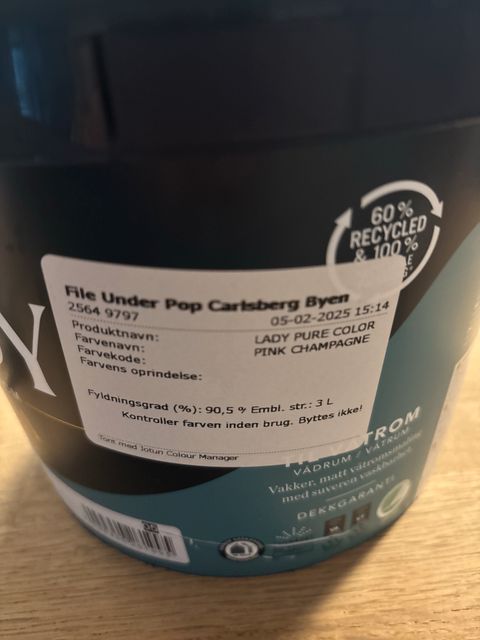 60 %
RECYCLED
& 100 %
File Under Pop Carlsberg Byen
2564 9797 05-02-2025 15:14
Produktnavn: LADY PURE COLOR
Farvenavn: PINK CHAMPAGNE
Farvekode:
Farvens oprindelse:
Fyldningsgrad (%): 90,5 % Embl. str.: 3 L
Kontroller farven inden brug. Byttes ikke!
Tonet med Jotun Colour Manager
Y
VÅTROM
VÅDRUM / VÅTRUM
Vakker, matt våtromsmaling
med suveren vaskbarhet.
DEKKGARANTI